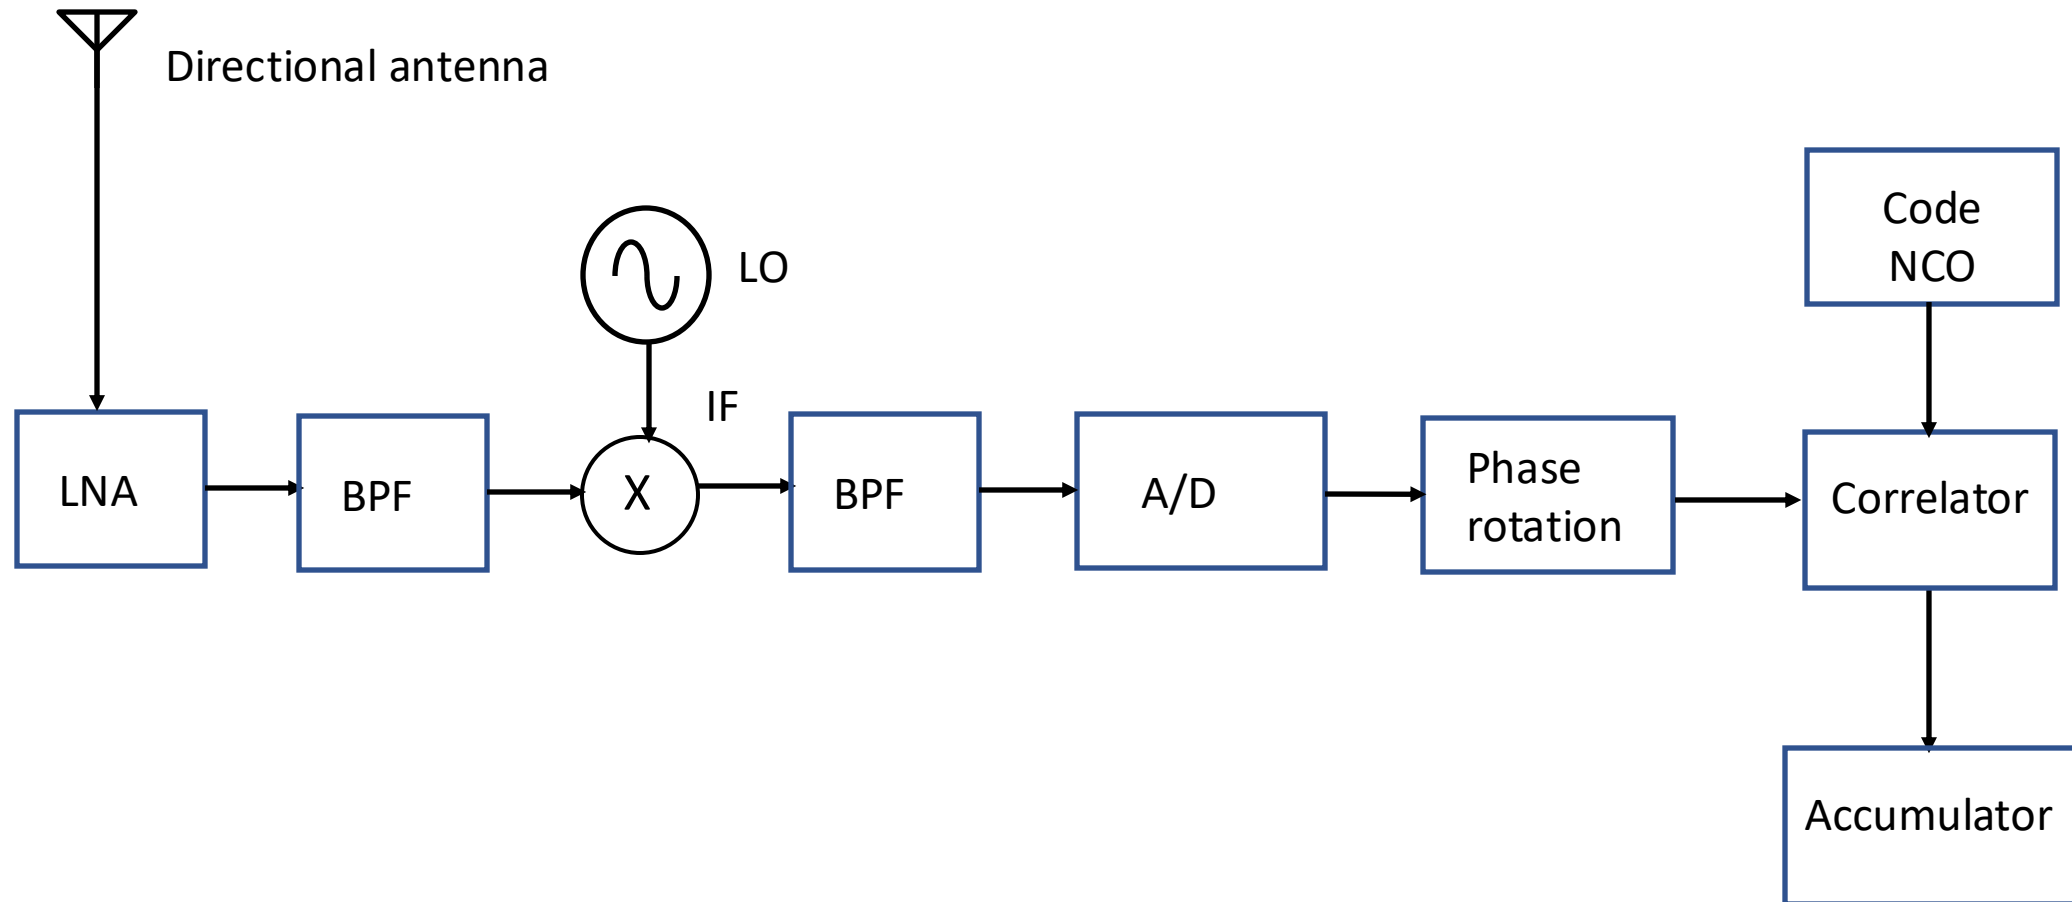 Directional antenna
LO
Code
NCO
IF
LNA
BPF
X
BPF
A/D
Phase
rotation
Correlator
Accumulator